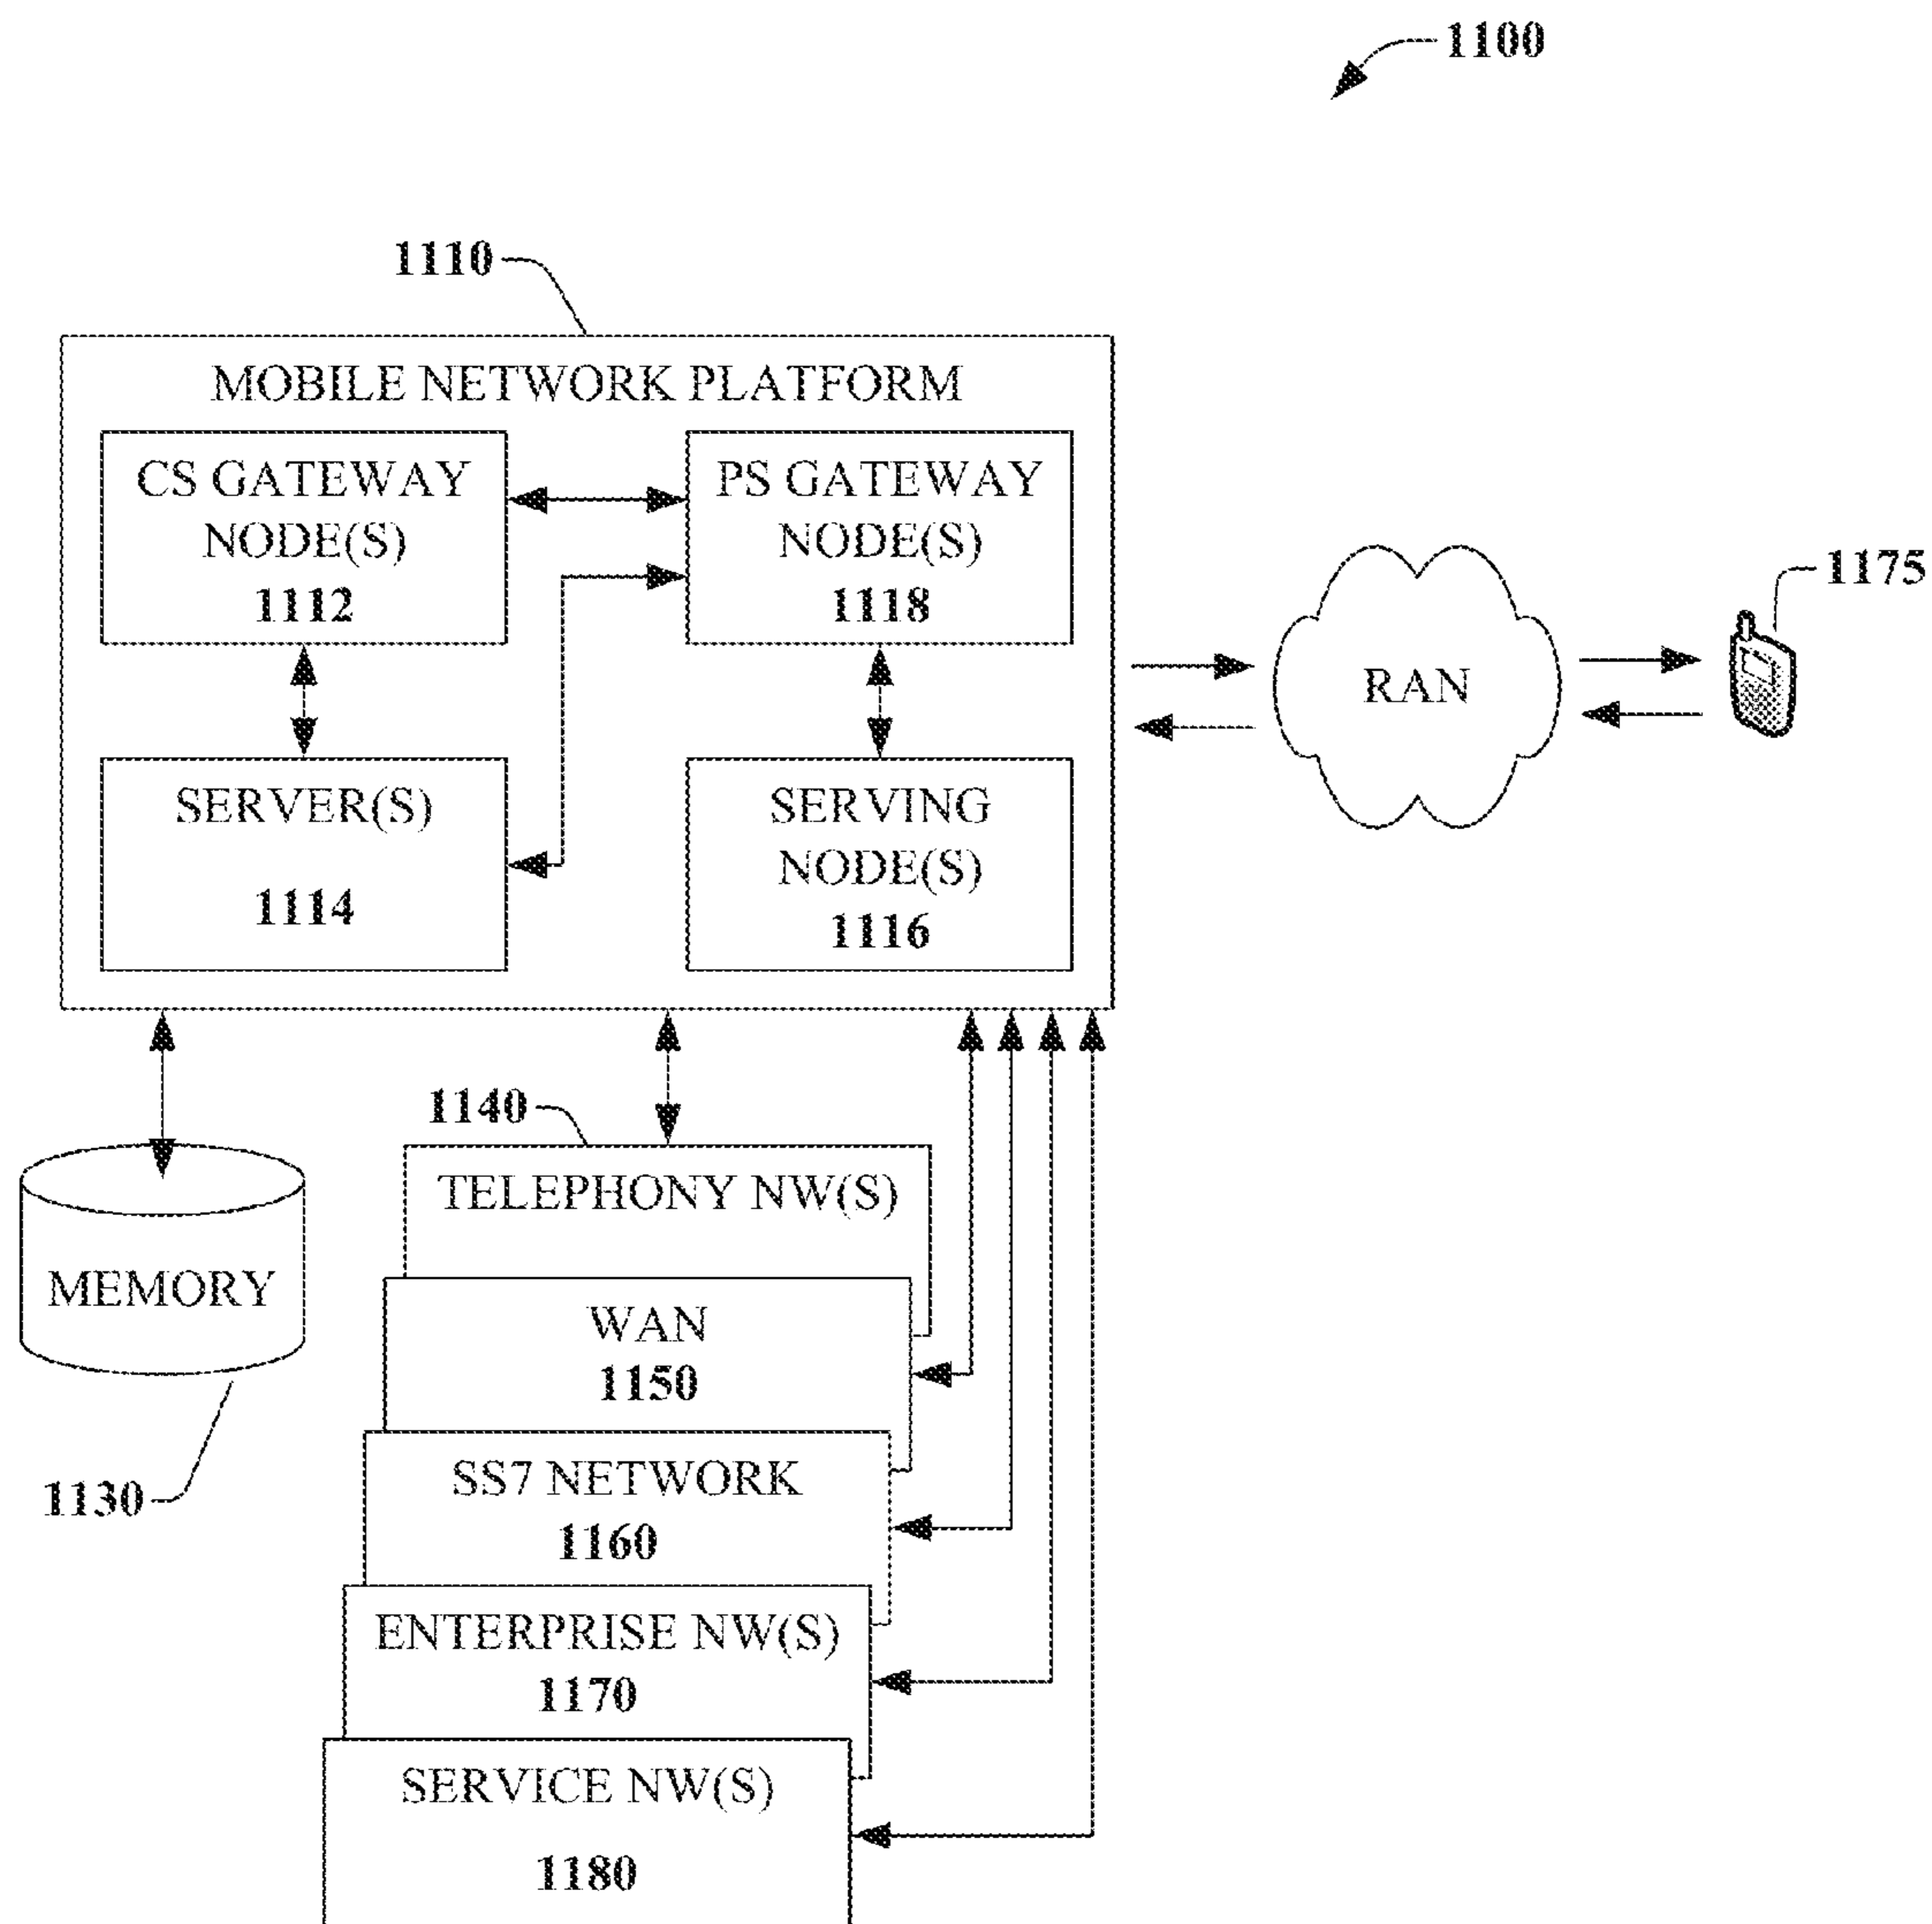 1100
1110
MOBILE NETWORK PLATFORM
CS GATEWAY
NODE(S)
1112
PS GATEWAY
NODE(S)
1118
SERVER(S)
1114
SERVING
NODE(S)
1116
RAN
1175
1140
TELEPHONY NW(S)
MEMORY
1130
WAN
1150
SS7 NETWORK
1160
ENTERPRISE NW(S)
1170
SERVICE NW(S)
1180